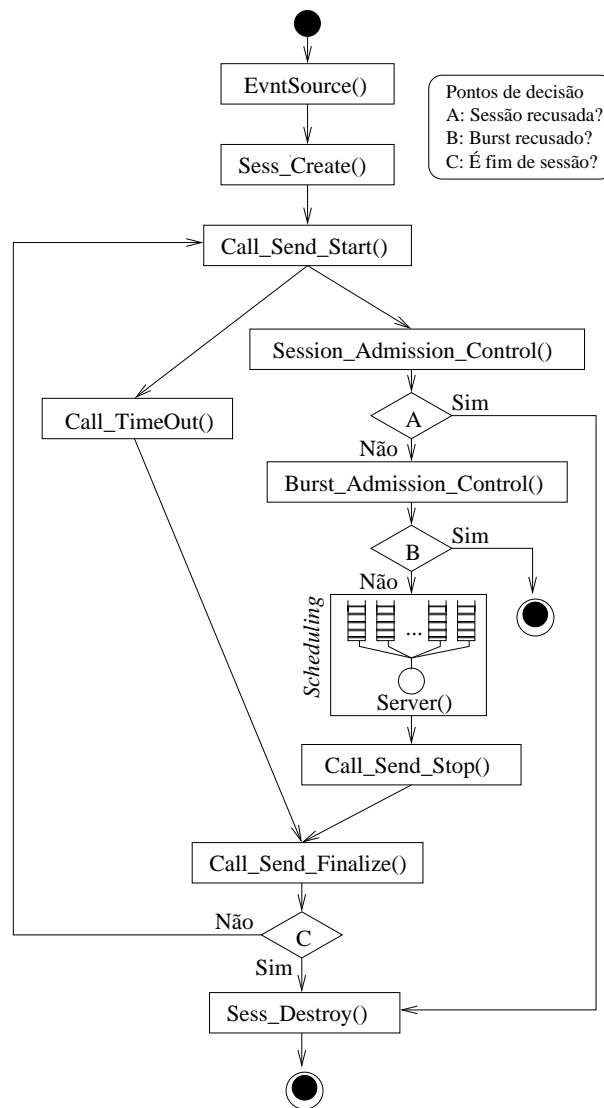 EvntSource()
Pontos de decisão
A: Sessão recusada?
B: Burst recusado?
C: É fim de sessão?
Sess_Create()
Call_Send_Start()
Session_Admission_Control()
Call_TimeOut()
A
Sim
Não
Burst_Admission_Control()
B
Sim
Não
Scheduling
...
Server()
Call_Send_Stop()
Call_Send_Finalize()
Não
C
Sim
Sess_Destroy()